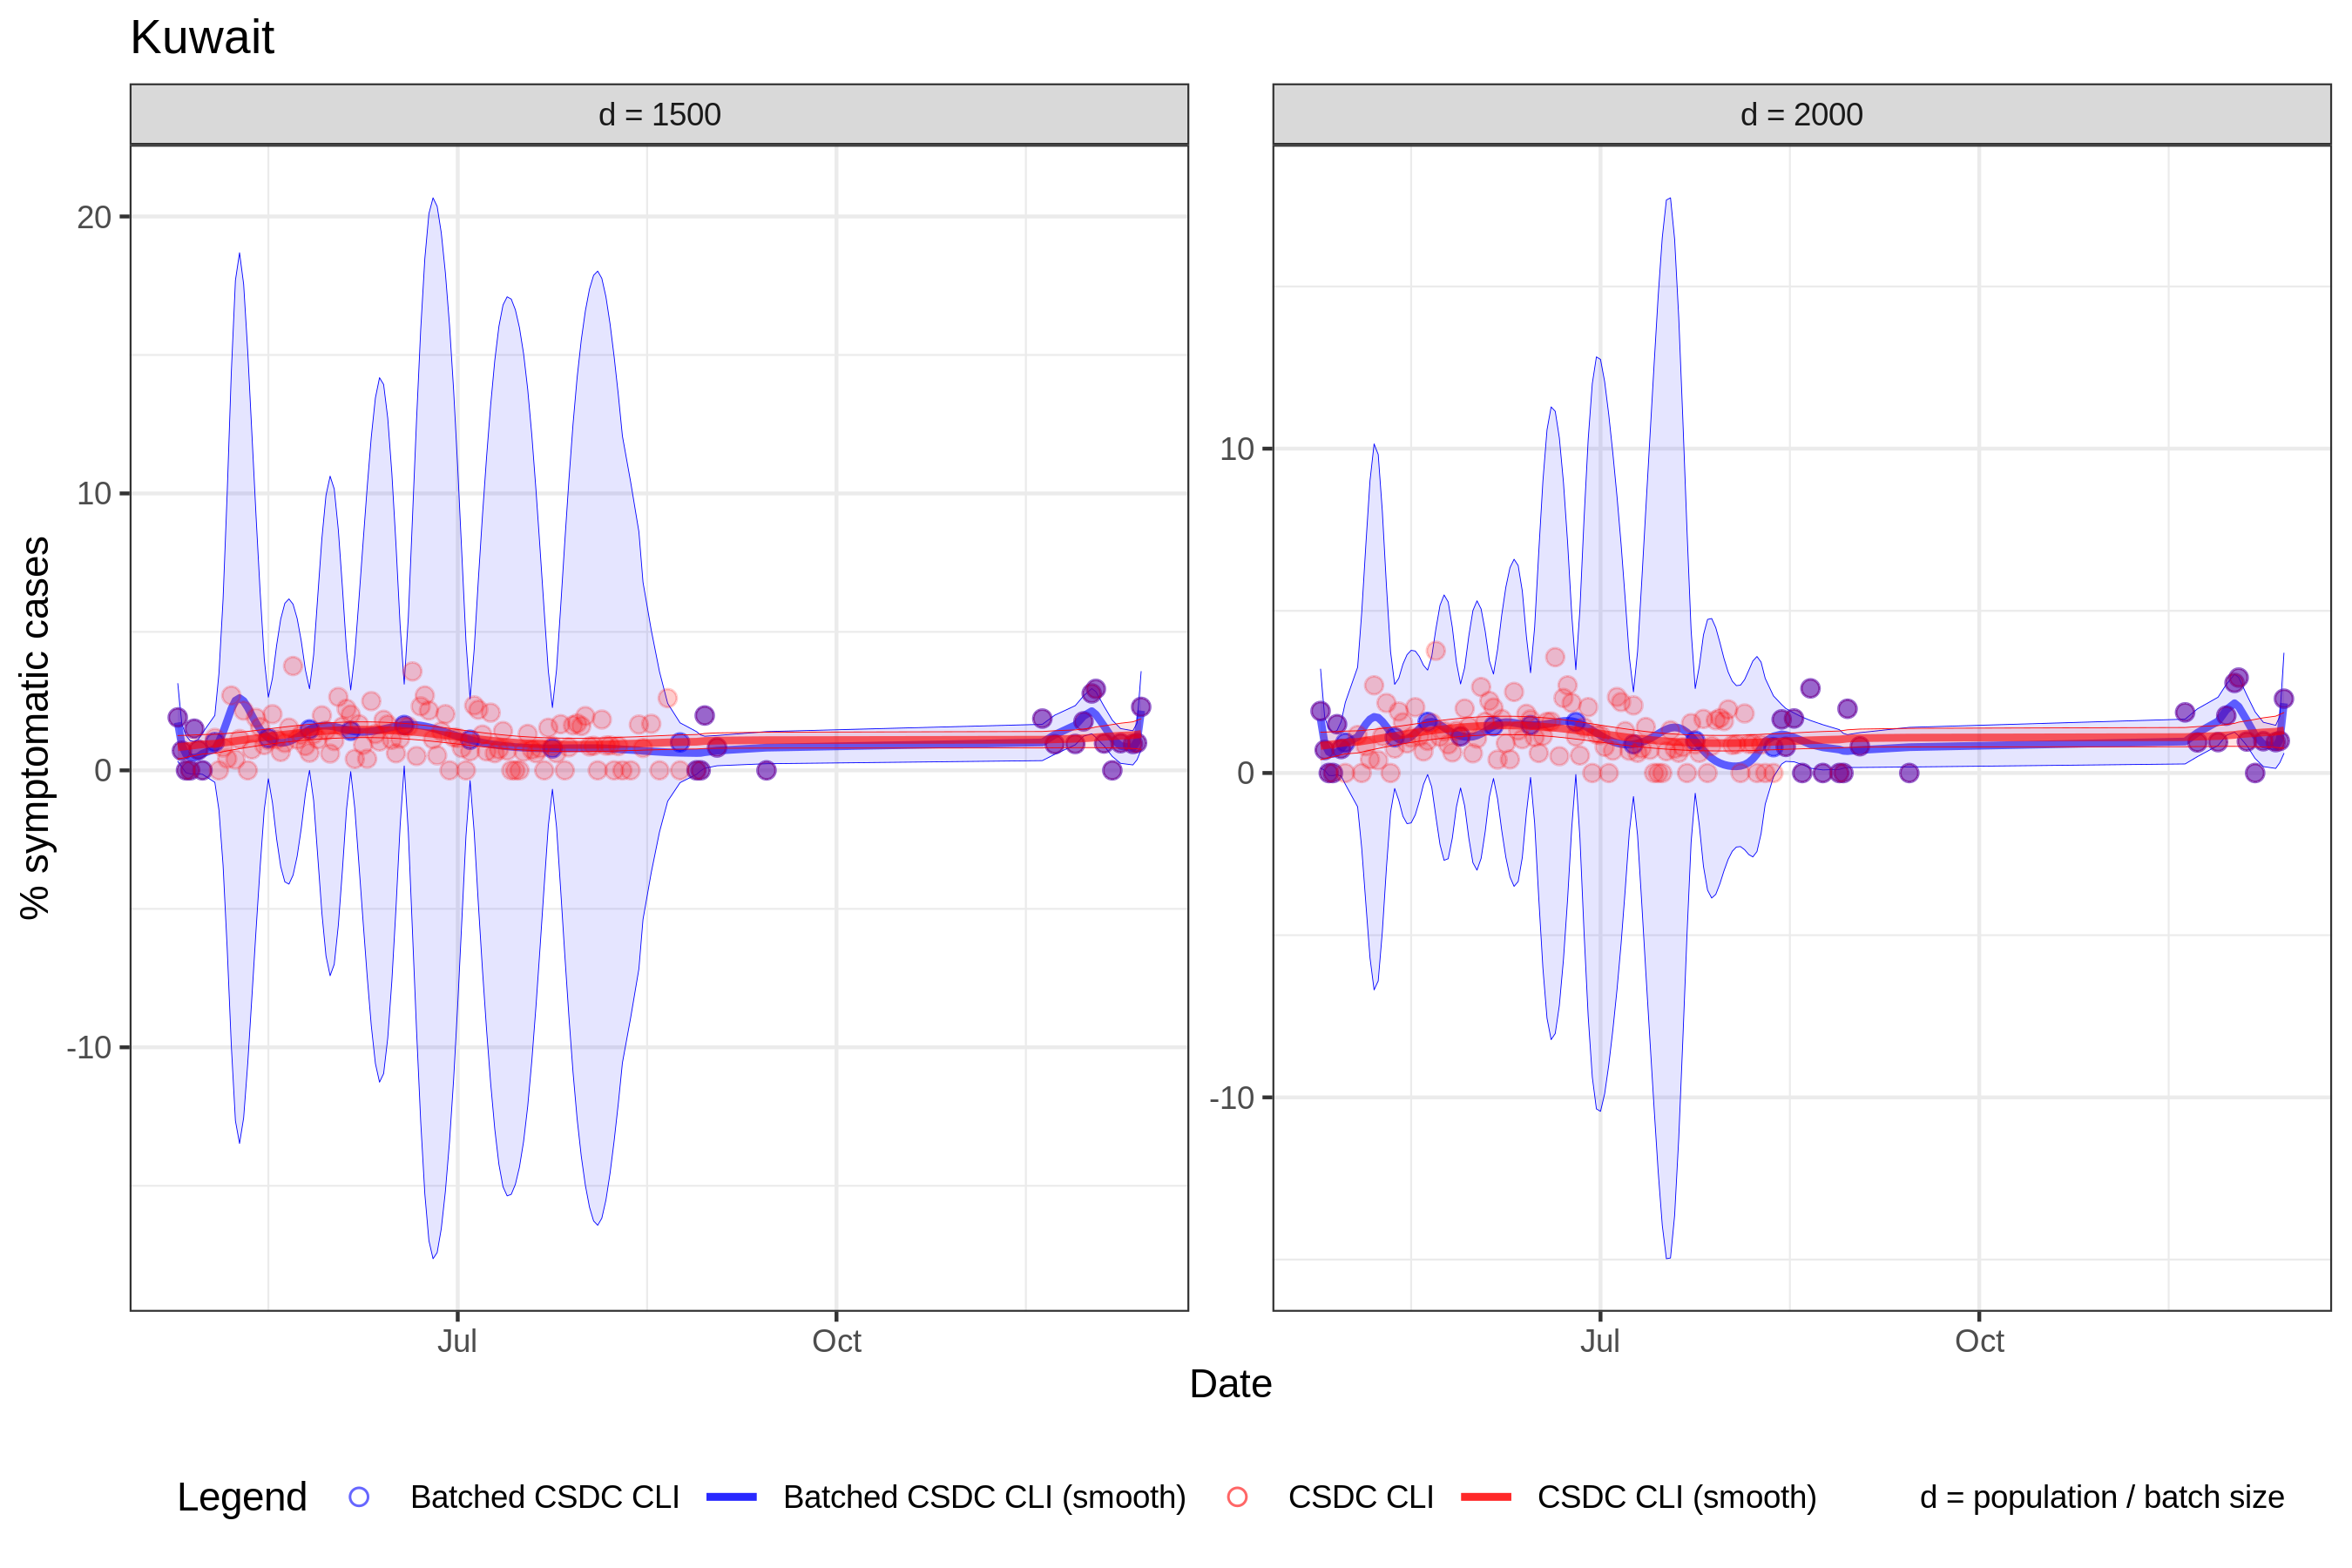 Kuwait
d = 1500
d = 2000
% symptomatic cases
20
10
0
-10
10
0
-10
Jul
Oct
Jul
Oct
Date
Legend
Batched CSDC CLI
Batched CSDC CLI (smooth)
CSDC CLI
CSDC CLI (smooth)
d = population / batch size